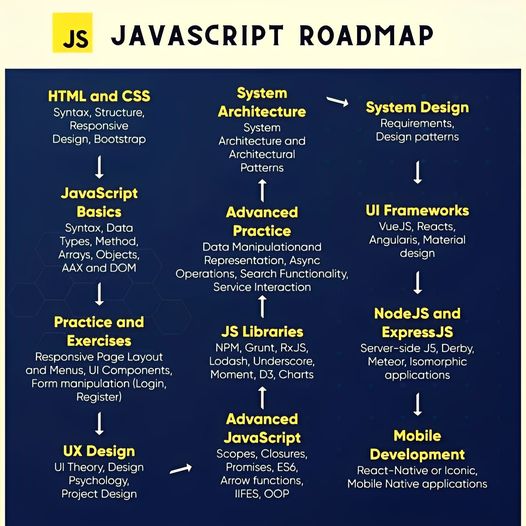 JS JAVASCRIPT ROADMAP
HTML and CSS
Syntax, Structure,
Responsive
Design, Bootstrap
JavaScript
Basics
Syntax, Data
Types, Method,
Arrays, Objects,
AAX and DOM
Practice and
Exercises
Responsive Page Layout
and Menus, UI Components,
Form manipulation (Login,
Register)
UX Design
UI Theory, Design
Psychology,
Project Design
Advanced
JavaScript
Scopes, Closures,
Promises, ES6,
Arrow functions,
IIFES, OOP
JS Libraries
NPM, Grunt, RxJS,
Lodash, Underscore,
Moment, D3, Charts
Advanced
Practice
Data Manipulationand
Representation, Async
Operations, Search Functionality,
Service Interaction
System
Architecture
System
Architecture and
Architectural
Patterns
System Design
Requirements,
Design patterns
UI Frameworks
VueJS, Reacts,
Angularis, Material
design
NodeJS and
ExpressJS
Server-side J5, Derby,
Meteor, Isomorphic
applications
Mobile
Development
React-Native or Iconic,
Mobile Native applications